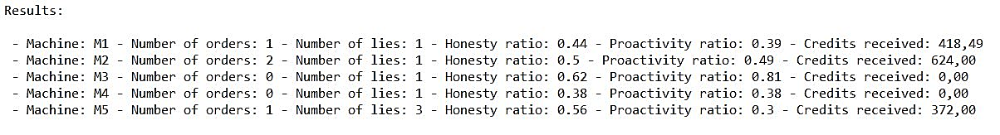 Results:
- Machine: M1 - Number of orders: 1 - Number of lies: 1 - Honesty ratio: 0.44 - Proactivity ratio: 0.39 - Credits received: 418,49
- Machine: M2 - Number of orders: 2 - Number of lies: 1 - Honesty ratio: 0.5 - Proactivity ratio: 0.49 - Credits received: 624,00
- Machine: M3 - Number of orders: 0 - Number of lies: 1 - Honesty ratio: 0.62 - Proactivity ratio: 0.81 - Credits received: 0,00
- Machine: M4 - Number of orders: 0 - Number of lies: 1 - Honesty ratio: 0.38 - Proactivity ratio: 0.38 - Credits received: 0,00
- Machine: M5 - Number of orders: 1 - Number of lies: 3 - Honesty ratio: 0.56 - Proactivity ratio: 0.3 - Credits received: 372,00